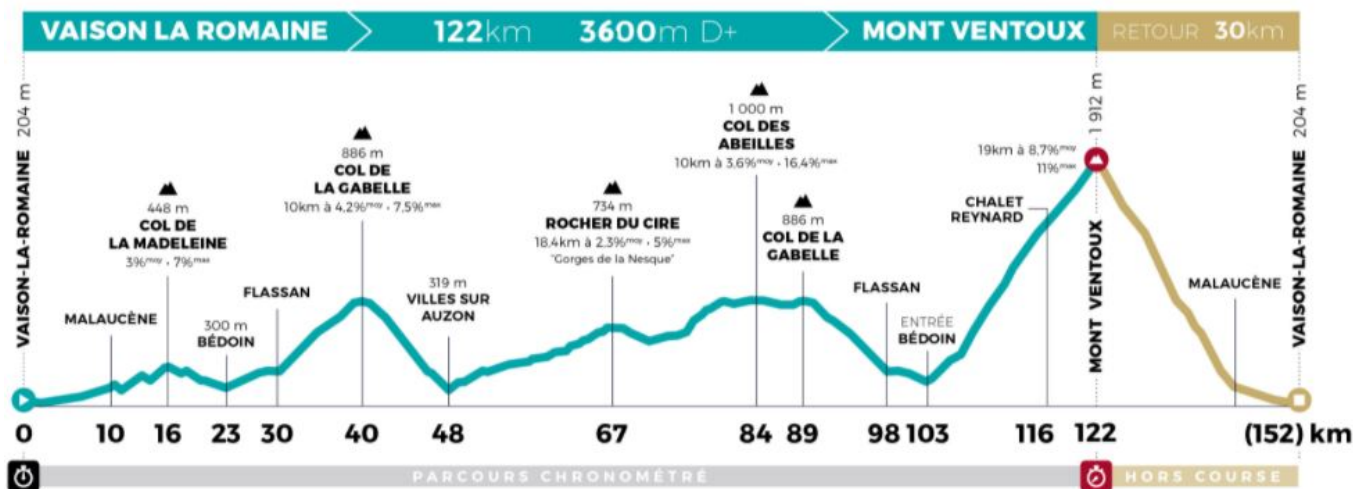 VAISON LA ROMAINE 122km 3600m D+ MONT VENTOUX RETOUR 30km
VAISON-LA-ROMAINE 204 m
MALAUCÈNE
448 m
COL DE
LA MADELEINE
3%moy · 7%max
300 m
BÉDOIN
FLASSAN
886 m
COL DE
LA GABELLE
10km à 4,2%moy · 7,5%max
319 m
VILLES SUR
AUZON
734 m
ROCHER DU CIRE
18.4km à 2.3%moy · 5%max
"Gorges de la Nesque"
1 000 m
COL DES
ABEILLES
10km à 3.6%moy · 16.4%max
886 m
COL DE LA
GABELLE
FLASSAN
ENTRÉE
BÉDOIN
CHALET
REYNARD
19km à 8,7%moy
11%max
MONT VENTOUX 1 912 m
MALAUCÈNE
VAISON-LA-ROMAINE 204 m
0 10 16 23 30 40 48 67 84 89 98 103 116 122 (152) km
PARCOURS CHRONOMÉTRÉ HORS COURSE